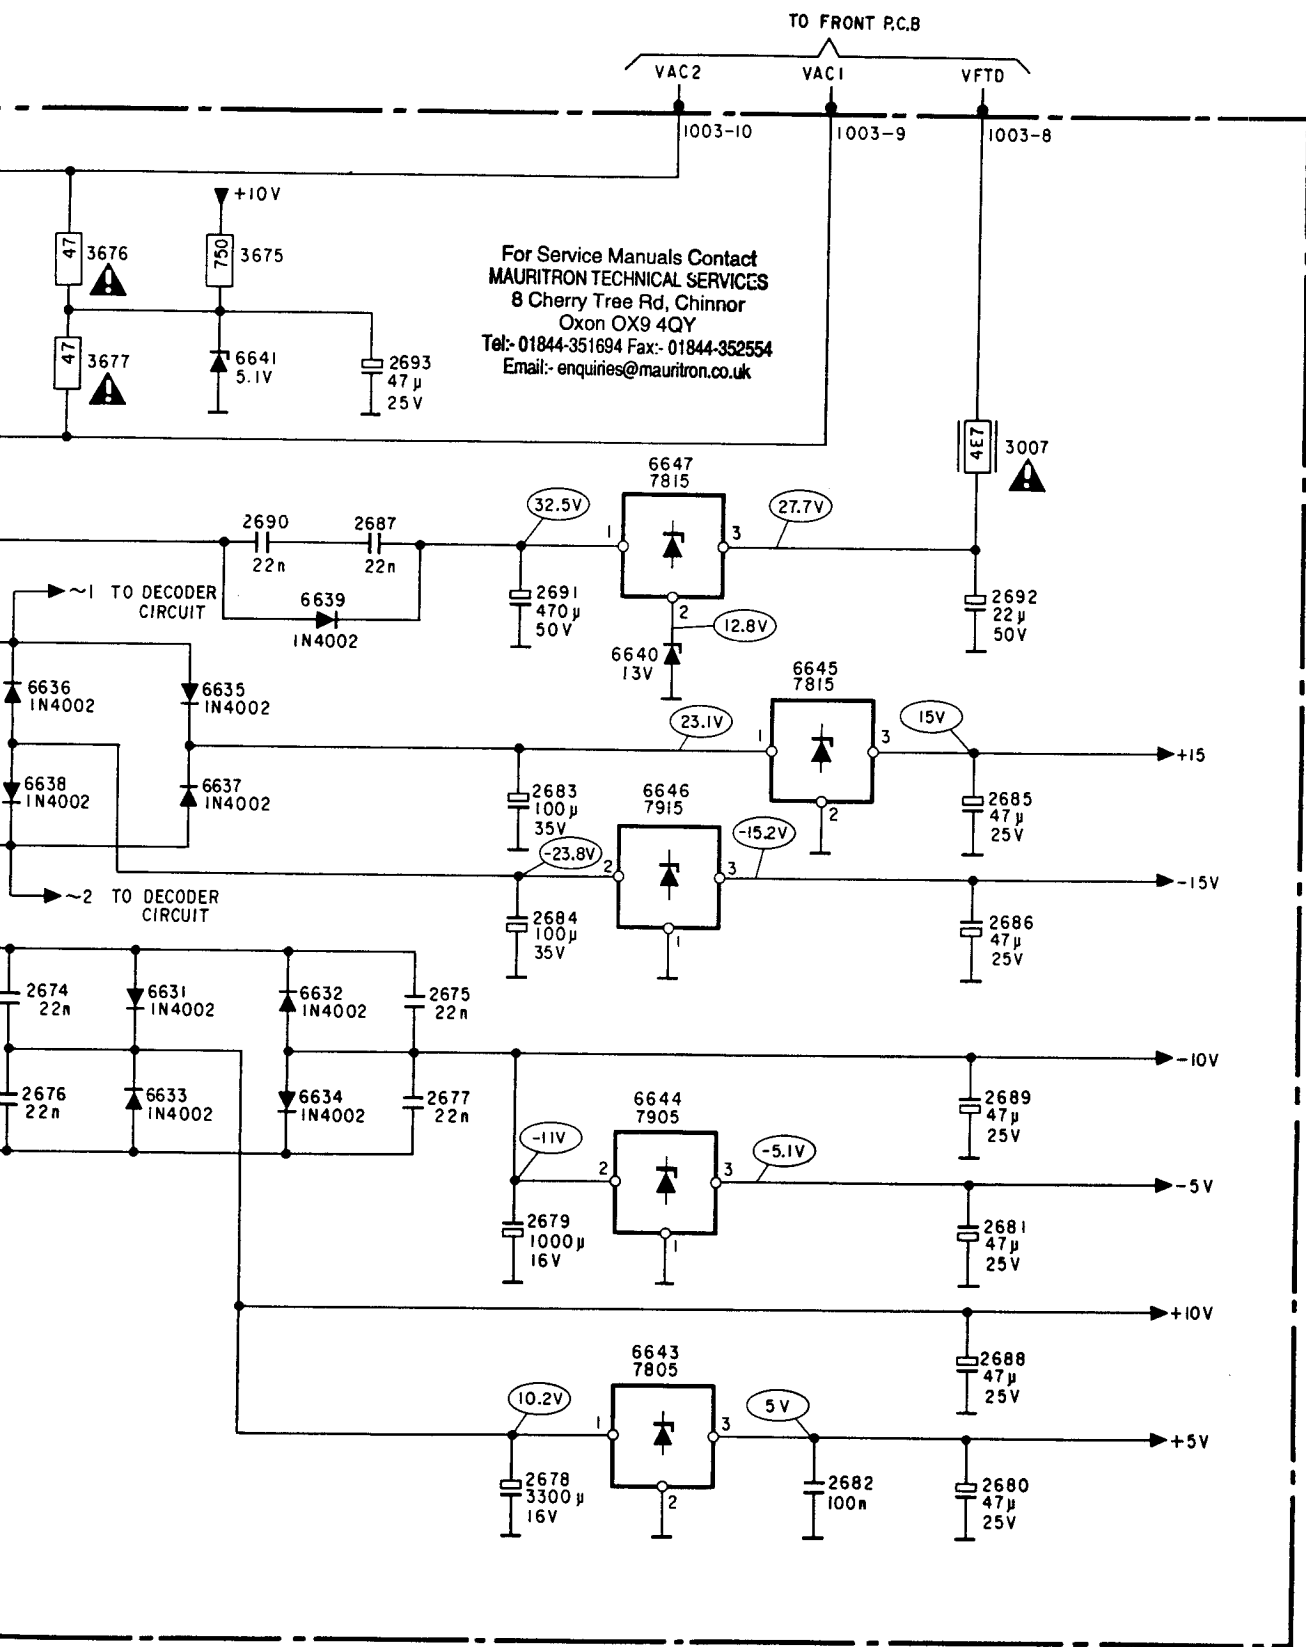 TO FRONT P.C.B
VAC2
VAC1
VFTD
1003-10
1003-9
1003-8
+10V
47
3676
750
3675
47
3677
6641
5.1V
2693
47µ
25V
For Service Manuals Contact
MAURITRON TECHNICAL SERVICES
8 Cherry Tree Rd, Chinnor
Oxon OX9 4QY
Tel:- 01844-351694 Fax:- 01844-352554
Email:- enquiries@mauritron.co.uk
4E7
3007
6647
7815
32.5V
27.7V
1
3
2
2690
22n
2687
22n
6639
1N4002
2691
470µ
50V
12.8V
6640
13V
2692
22µ
50V
~1 TO DECODER
CIRCUIT
6636
1N4002
6635
1N4002
6638
1N4002
6637
1N4002
23.1V
6645
7815
1
3
2
15V
+15
2683
100µ
35V
2685
47µ
25V
6646
7915
-23.8V
2
3
1
-15.2V
-15V
~2 TO DECODER
CIRCUIT
2684
100µ
35V
2686
47µ
25V
2674
22n
6631
1N4002
6632
1N4002
2675
22n
2676
22n
6633
1N4002
6634
1N4002
2677
22n
-10V
2689
47µ
25V
6644
7905
-11V
2
3
1
-5.1V
-5V
2679
1000µ
16V
2681
47µ
25V
+10V
2688
47µ
25V
6643
7805
10.2V
1
3
2
5V
+5V
2678
3300µ
16V
2682
100n
2680
47µ
25V